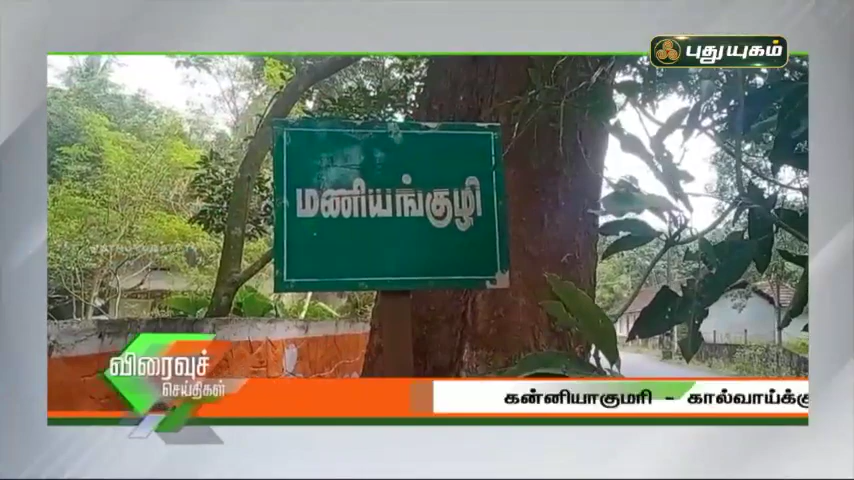 புதுயுகம்
மணியங்குழி
விரைவுச்
செய்திகள்
கன்னியாகுமரி - கால்வாய்க்கு